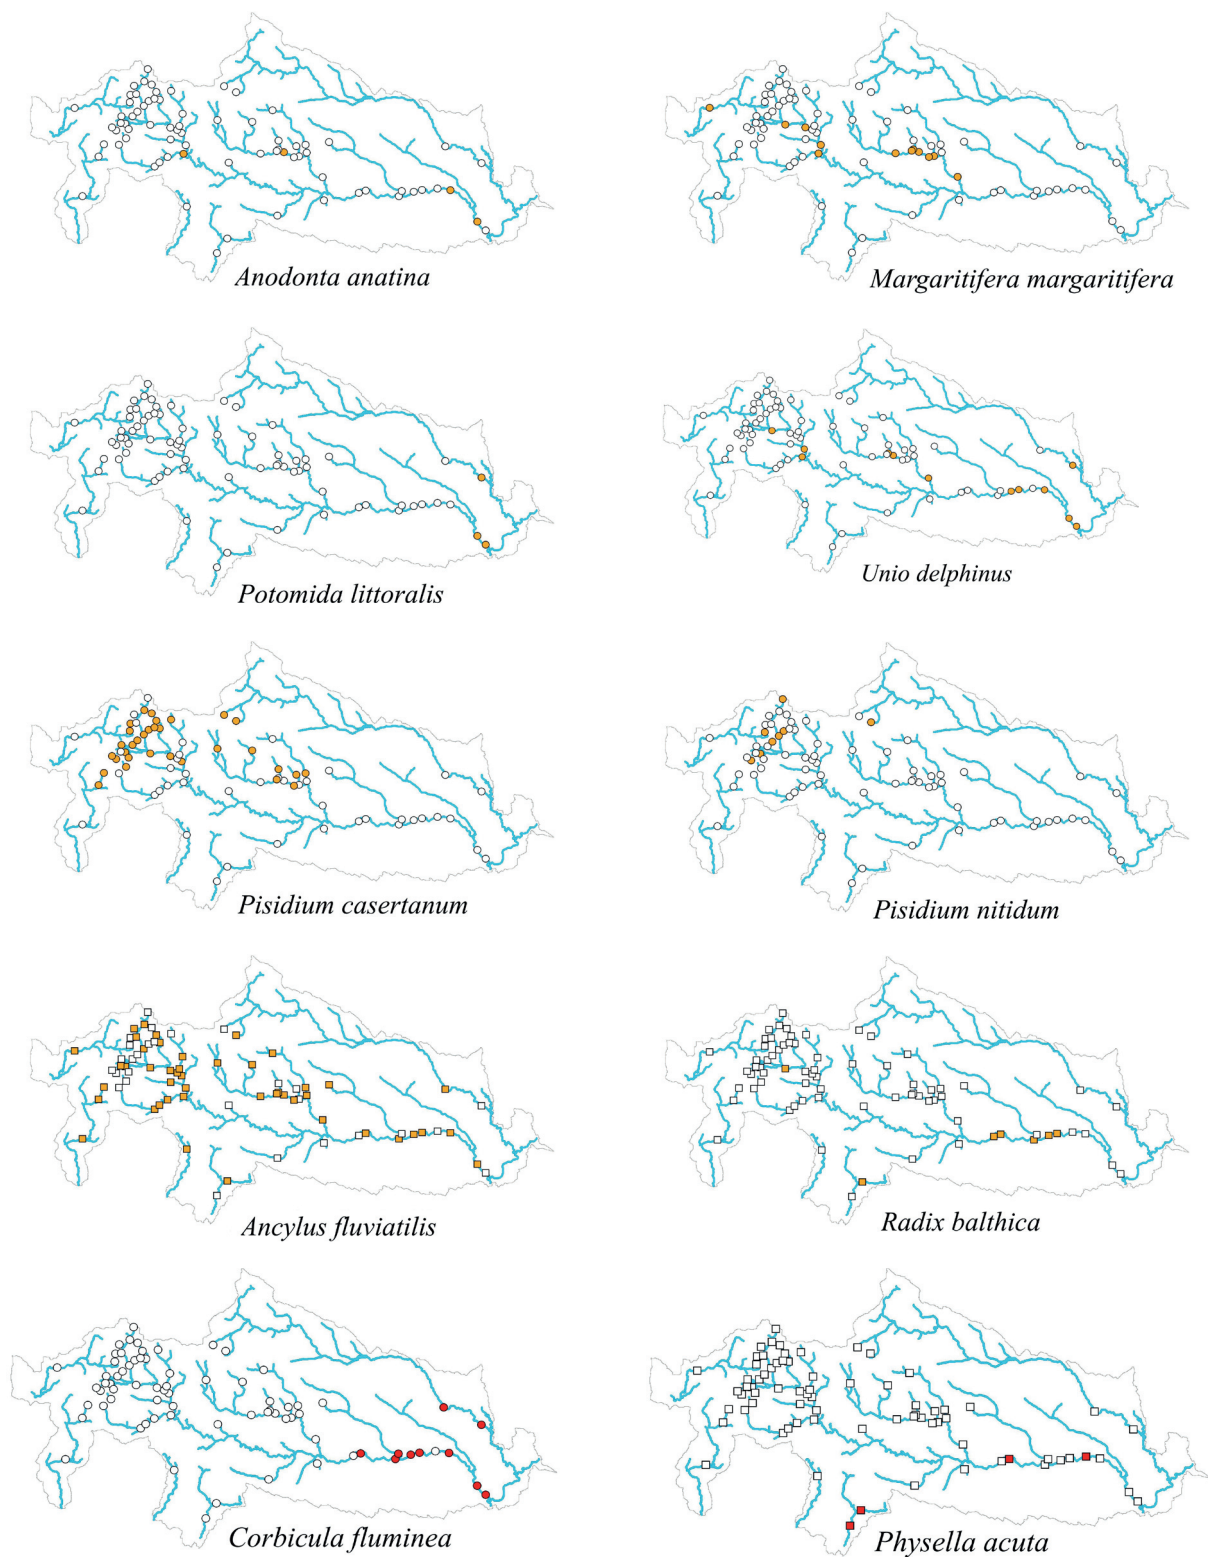 Anodonta anatina
Margaritifera margaritifera
Potomida littoralis
Unio delphinus
Pisidium casertanum
Pisidium nitidum
Ancylus fluviatilis
Radix balthica
Corbicula fluminea
Physella acuta